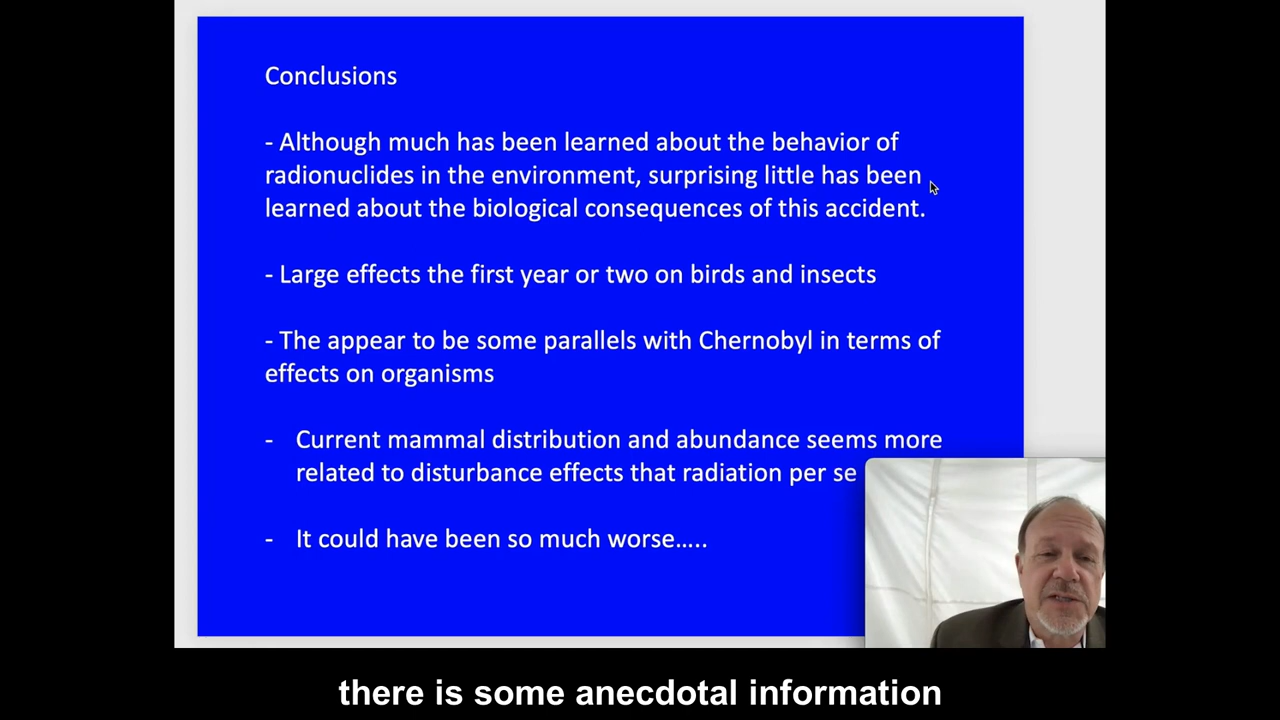 Conclusions
- Although much has been learned about the behavior of
radionuclides in the environment, surprising little has been
learned about the biological consequences of this accident.
- Large effects the first year or two on birds and insects
- The appear to be some parallels with Chernobyl in terms of
effects on organisms
- Current mammal distribution and abundance seems more
related to disturbance effects that radiation per se
- It could have been so much worse…..
there is some anecdotal information